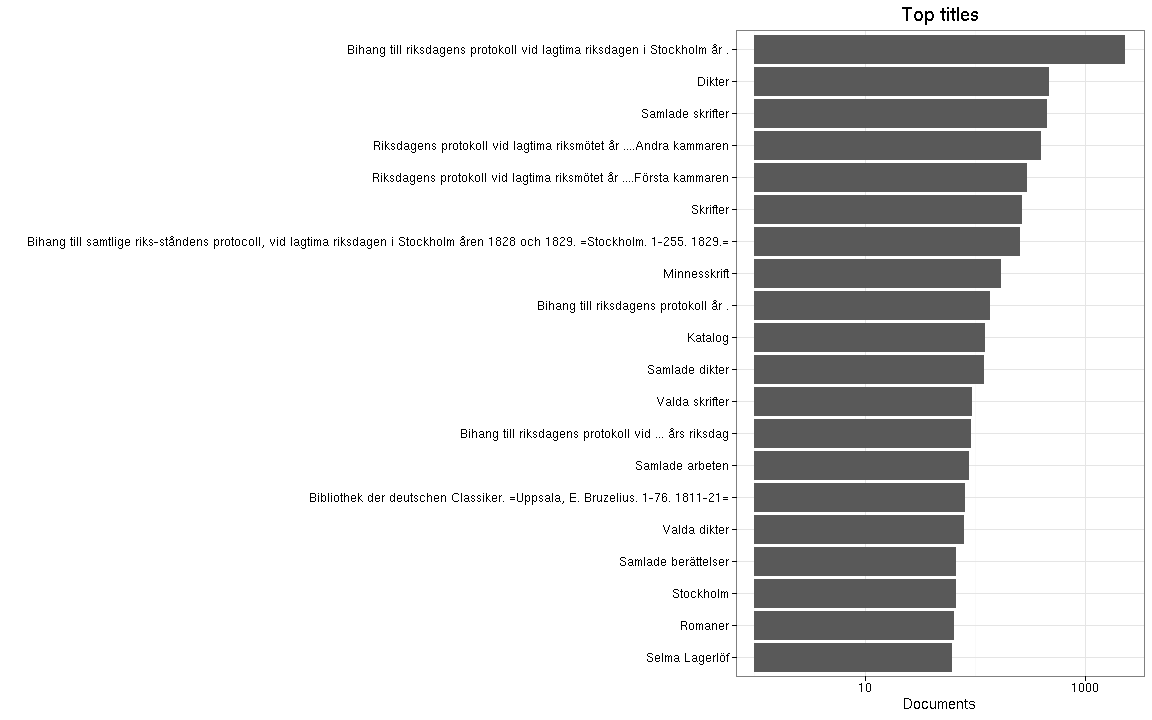 Top titles
Bihang till riksdagens protokoll vid lagtima riksdagen i Stockholm år .
Dikter
Samlade skrifter
Riksdagens protokoll vid lagtima riksmötet år ....Andra kammaren
Riksdagens protokoll vid lagtima riksmötet år ....Första kammaren
Skrifter
Bihang till samtlige riks-ståndens protocoll, vid lagtima riksdagen i Stockholm åren 1828 och 1829. =Stockholm. 1-255. 1829.=
Minnesskrift
Bihang till riksdagens protokoll år .
Katalog
Samlade dikter
Valda skrifter
Bihang till riksdagens protokoll vid ... års riksdag
Samlade arbeten
Bibliothek der deutschen Classiker. =Uppsala, E. Bruzelius. 1-76. 1811-21=
Valda dikter
Samlade berättelser
Stockholm
Romaner
Selma Lagerlöf
10 1000
Documents